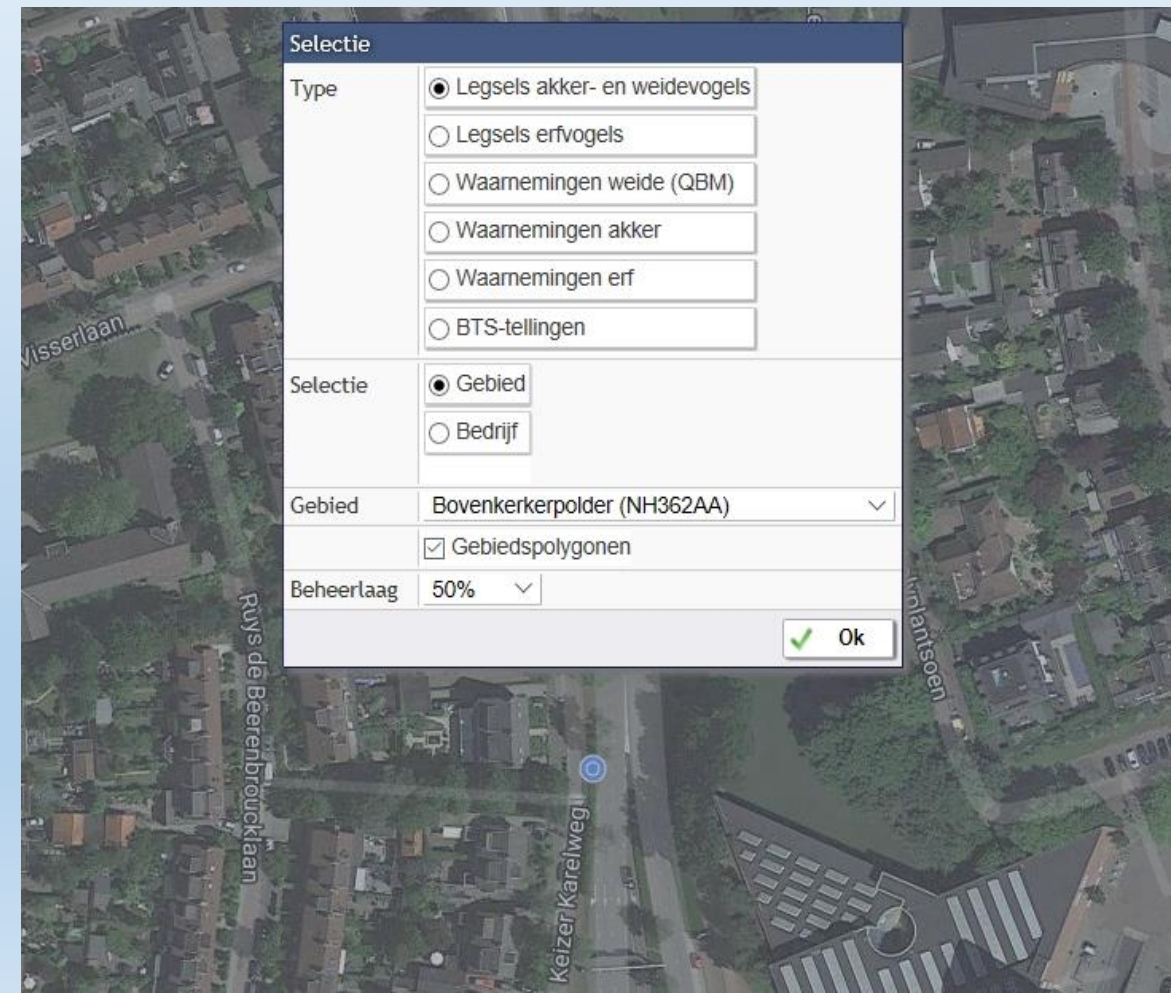 Selectie
Type
Legsels akker- en weidevogels
Legsels erfvogels
Waarnemingen weide (QBM)
Waarnemingen akker
Waarnemingen erf
BTS-tellingen
Selectie
Gebied
Bedrijf
Gebied
Bovenkerkerpolder (NH362AA)
Gebiedspolygonen
Beheerlaag
50%
Ok
Visserlaan
Ruys de Beerenbroucklaan
Keizer Karelweg